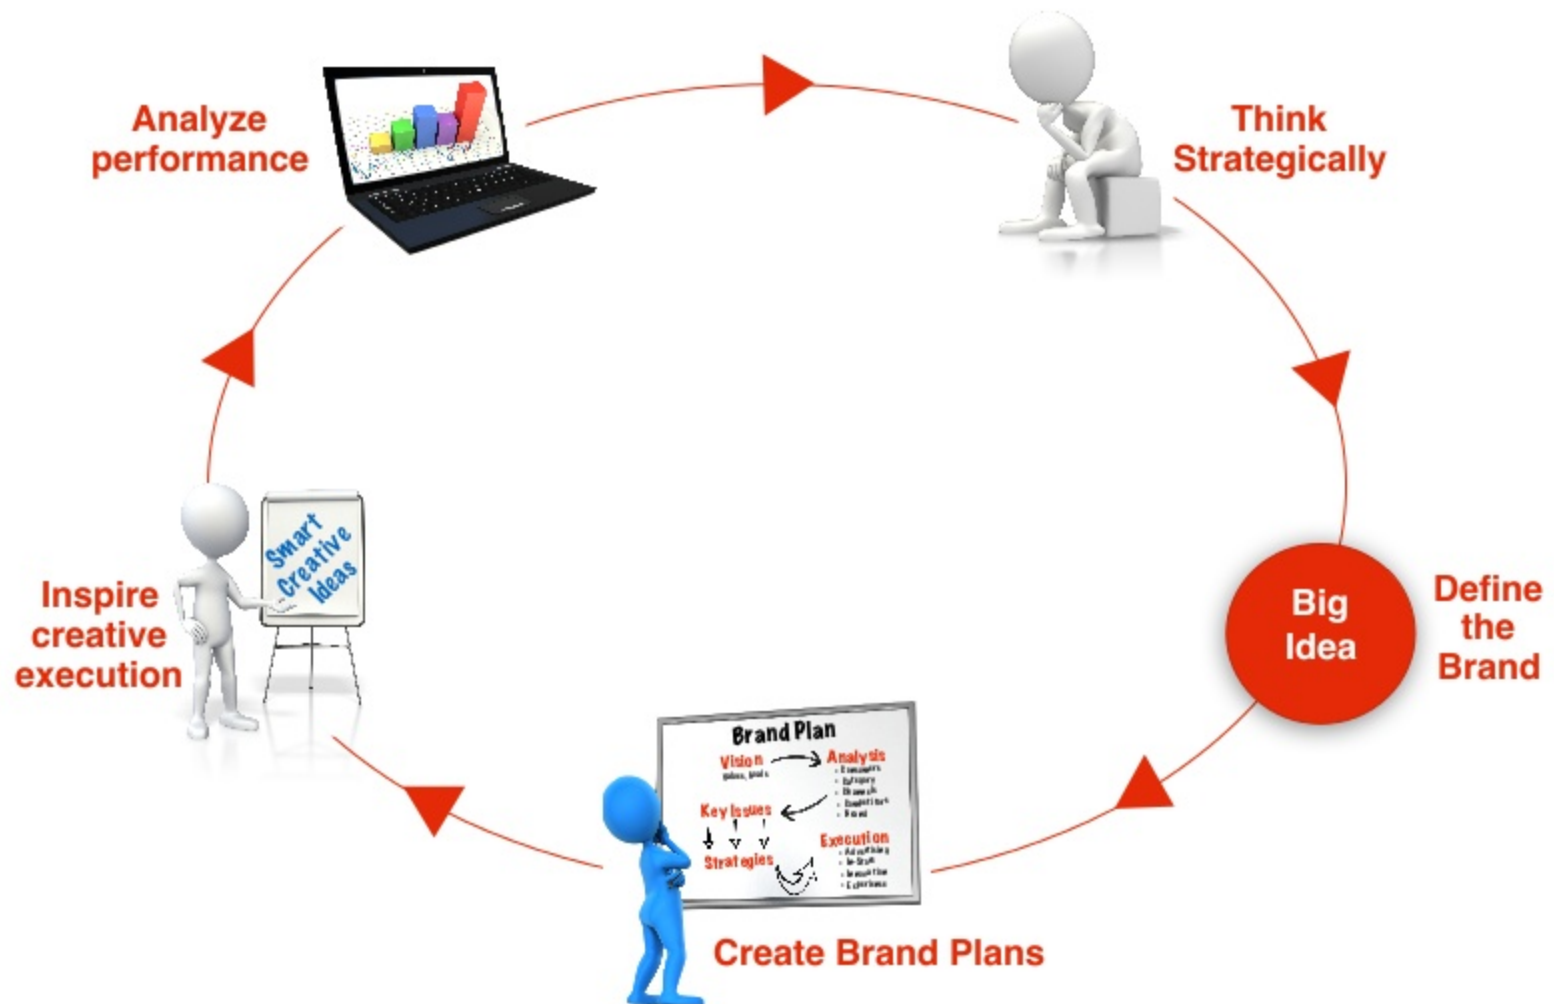 Analyze
performance
Think
Strategically
Big
Idea
Define
the
Brand
Brand Plan
Vision
Analysis
Key Issues
Strategies
Execution
Create Brand Plans
Smart
Creative
Ideas
Inspire
creative
execution